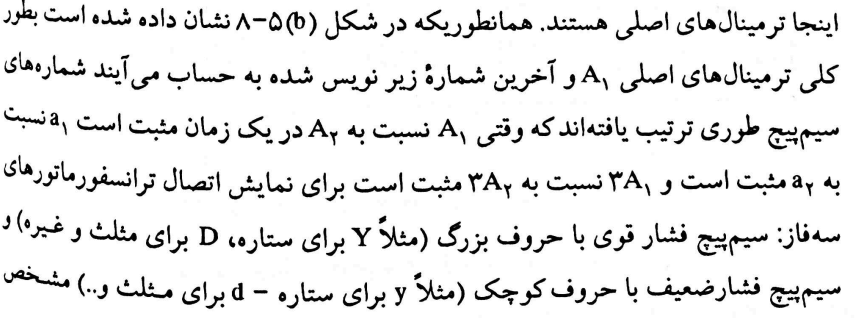 اینجا ترمینال‌های اصلی هستند. همانطوریکه در شکل (b)۸-۵ نشان داده شده است بطور
کلی ترمینال‌های اصلی A۱ و آخرین شمارهٔ زیر نویس شده به حساب می‌آیند شماره‌های
سیم‌پیچ طوری ترتیب یافته‌اند که وقتی A۱ نسبت به A۲ در یک زمان مثبت است a۱ نسبت
به a۲ مثبت است و ۳A۱ نسبت به ۳A۲ مثبت است برای نمایش اتصال ترانسفورماتورهای
سه‌فاز: سیم‌پیچ فشار قوی با حروف بزرگ (مثلاً Y برای ستاره، D برای مثلث و غیره) و
سیم‌پیچ فشارضعیف با حروف کوچک (مثلاً y برای ستاره - d برای مثلث و..) مشخص